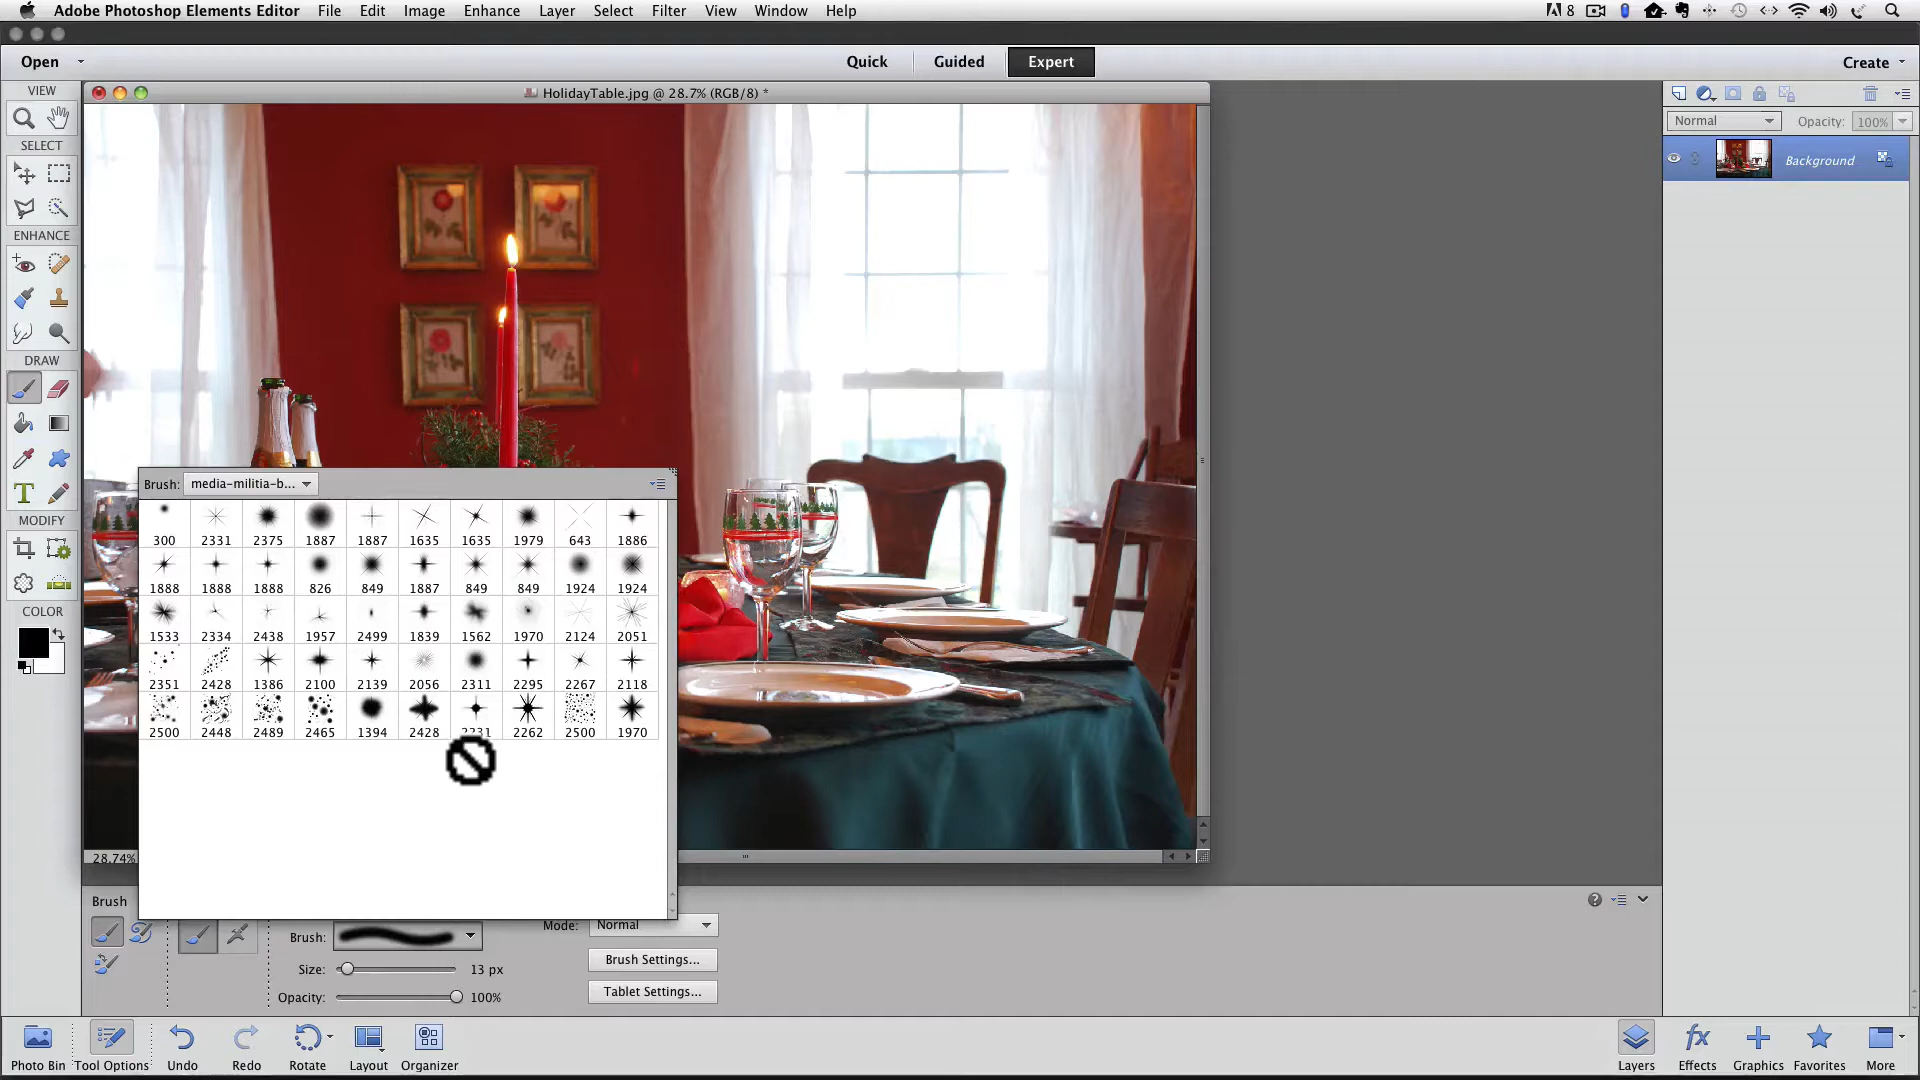 Adobe Photoshop Elements Editor File Edit Image Enhance Layer Select Filter View Window Help 8
Open Quick Guided Expert Create
HolidayTable.jpg @ 28.7% (RGB/8) *
VIEW
SELECT
ENHANCE
DRAW
MODIFY
COLOR
Normal Opacity: 100%
Background
Brush: media-militia-b...
300 2331 2375 1887 1887 1635 1635 1979 643 1886
1888 1888 1888 826 849 1887 849 849 1924 1924
1533 2334 2438 1957 2499 1839 1562 1970 2124 2051
2351 2428 1386 2100 2139 2056 2311 2295 2267 2118
2500 2448 2489 2465 1394 2428 2231 2262 2500 1970
28.74%
Brush
Brush: Mode: Normal
Size: 13 px
Opacity: 100%
Brush Settings...
Tablet Settings...
Photo Bin Tool Options Undo Redo Rotate Layout Organizer Layers Effects Graphics Favorites More